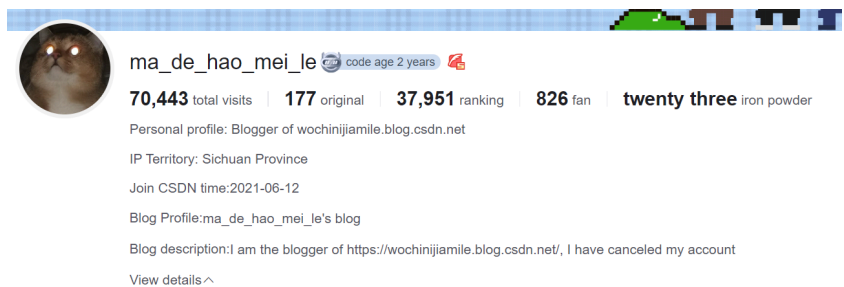 ma_de_hao_mei_le code age 2 years
70,443 total visits 177 original 37,951 ranking 826 fan twenty three iron powder
Personal profile: Blogger of wochinijiamile.blog.csdn.net
IP Territory: Sichuan Province
Join CSDN time:2021-06-12
Blog Profile:ma_de_hao_mei_le's blog
Blog description:I am the blogger of https://wochinijiamile.blog.csdn.net/, I have canceled my account
View details